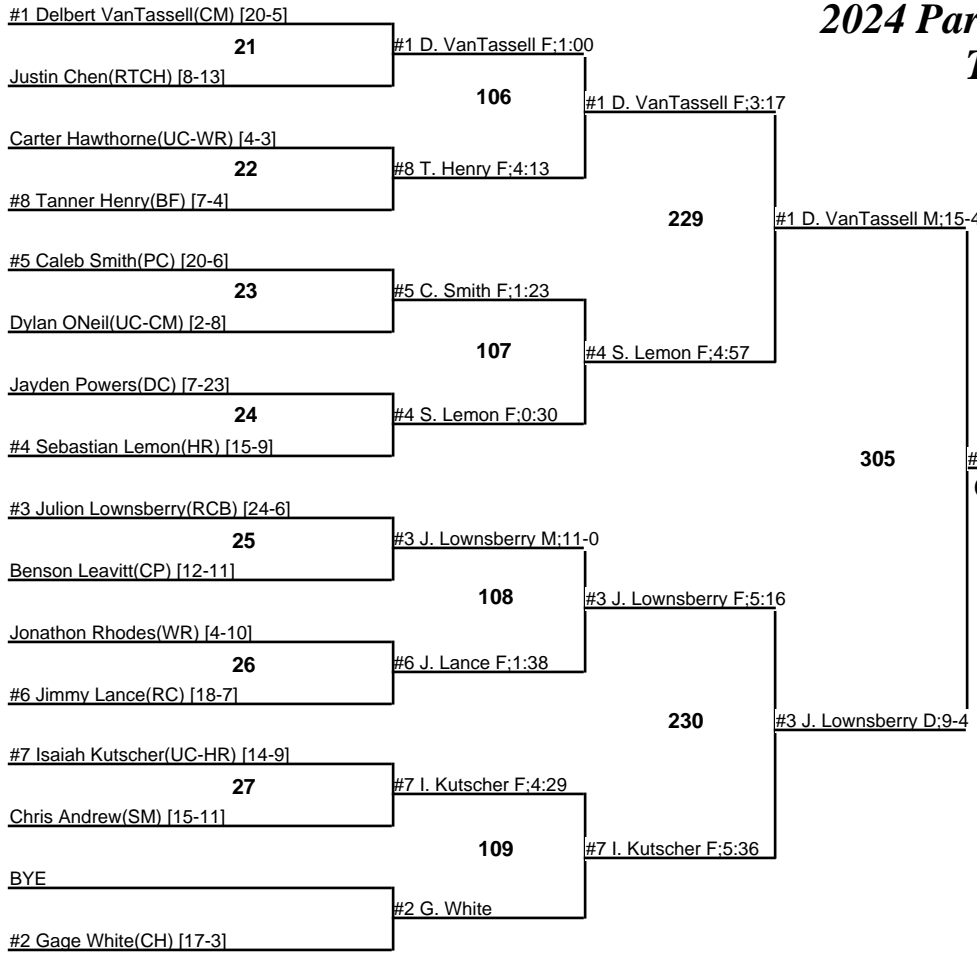 2024 Par
T
#1 Delbert VanTassell(CM) [20-5]
21
#1 D. VanTassell F;1:00
Justin Chen(RTCH) [8-13]
106
#1 D. VanTassell F;3:17
Carter Hawthorne(UC-WR) [4-3]
22
#8 T. Henry F;4:13
#8 Tanner Henry(BF) [7-4]
229
#1 D. VanTassell M;15-4
#5 Caleb Smith(PC) [20-6]
23
#5 C. Smith F;1:23
Dylan ONeil(UC-CM) [2-8]
107
#4 S. Lemon F;4:57
Jayden Powers(DC) [7-23]
24
#4 S. Lemon F;0:30
#4 Sebastian Lemon(HR) [15-9]
305
#
#3 Julion Lownsberry(RCB) [24-6]
25
#3 J. Lownsberry M;11-0
Benson Leavitt(CP) [12-11]
108
#3 J. Lownsberry F;5:16
Jonathon Rhodes(WR) [4-10]
26
#6 J. Lance F;1:38
#6 Jimmy Lance(RC) [18-7]
230
#3 J. Lownsberry D;9-4
#7 Isaiah Kutscher(UC-HR) [14-9]
27
#7 I. Kutscher F;4:29
Chris Andrew(SM) [15-11]
109
#7 I. Kutscher F;5:36
BYE
#2 G. White
#2 Gage White(CH) [17-3]